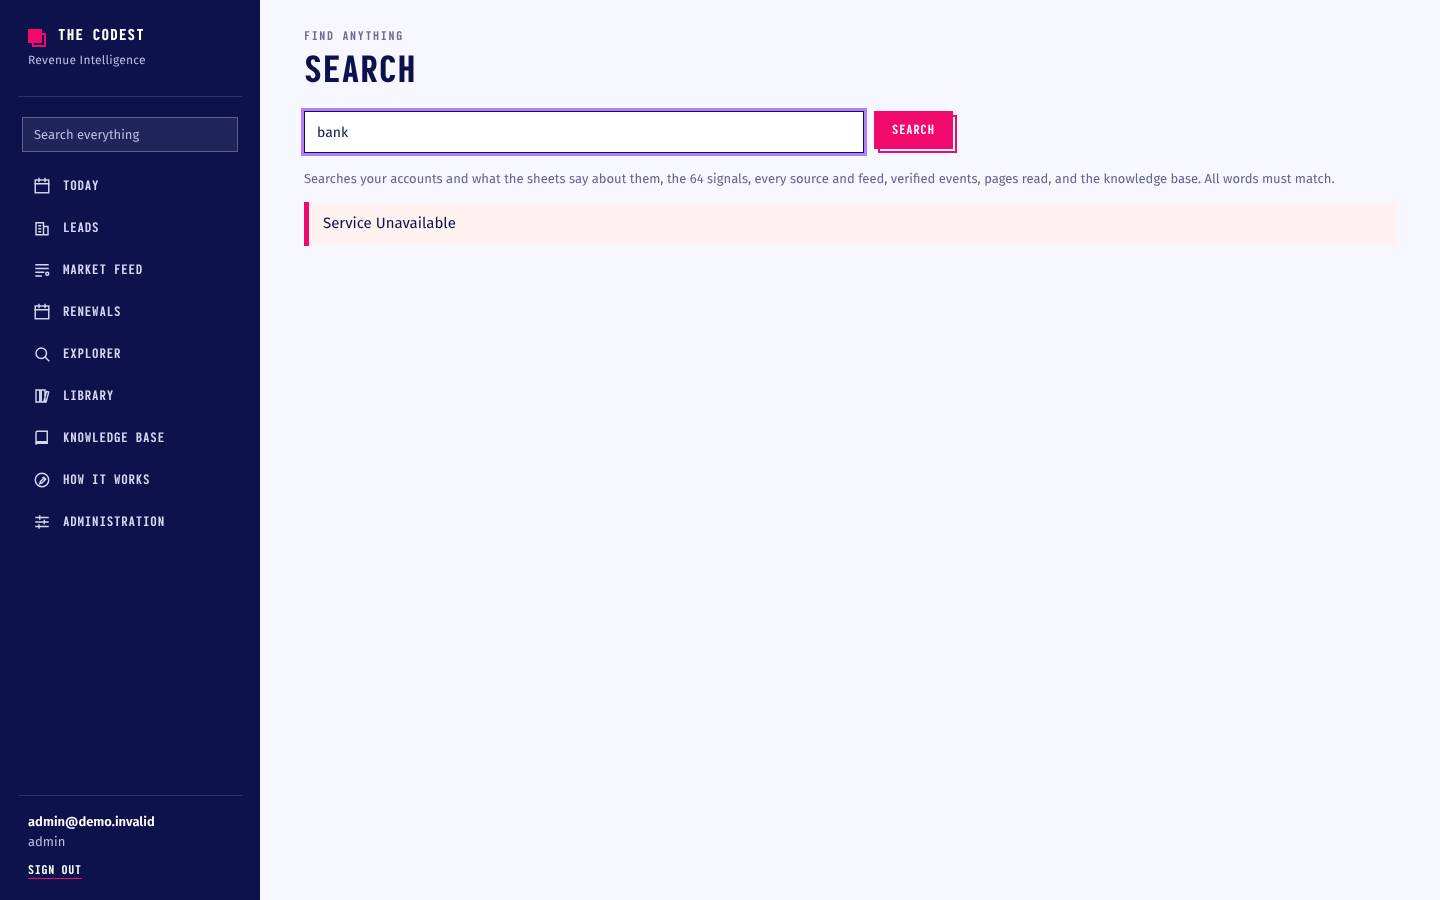 THE CODEST
Revenue Intelligence
Search everything
TODAY
LEADS
MARKET FEED
RENEWALS
EXPLORER
LIBRARY
KNOWLEDGE BASE
HOW IT WORKS
ADMINISTRATION
admin@demo.invalid
admin
SIGN OUT
FIND ANYTHING
SEARCH
bank
SEARCH
Searches your accounts and what the sheets say about them, the 64 signals, every source and feed, verified events, pages read, and the knowledge base. All words must match.
Service Unavailable